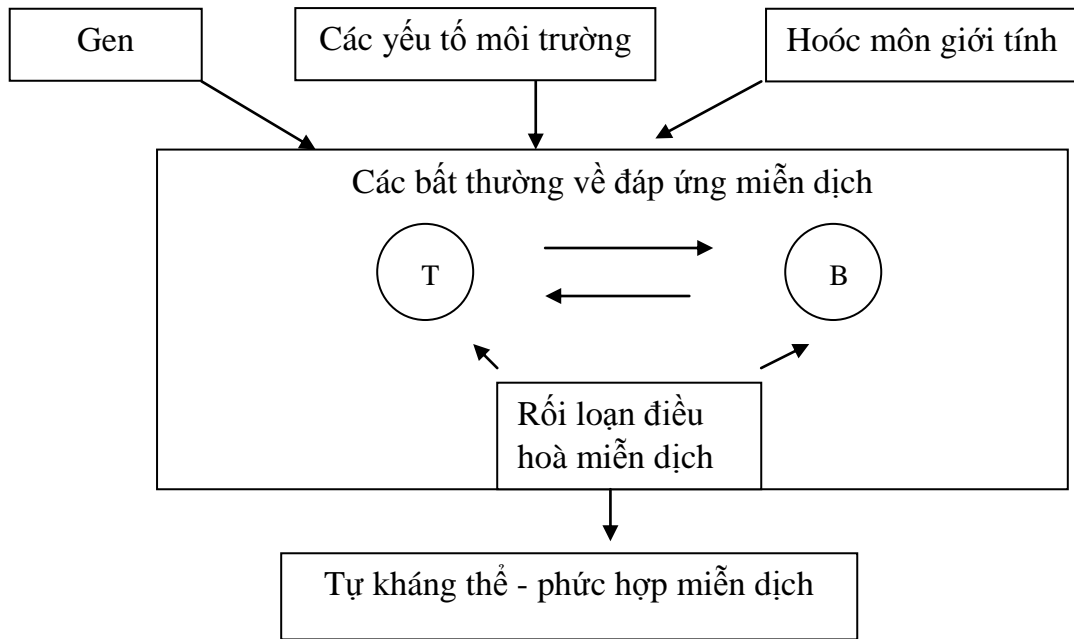 Gen
Các yếu tố môi trường
Hoóc môn giới tính
Các bất thường về đáp ứng miễn dịch
T
B
Rối loạn điều
hoà miễn dịch
Tự kháng thể - phức hợp miễn dịch